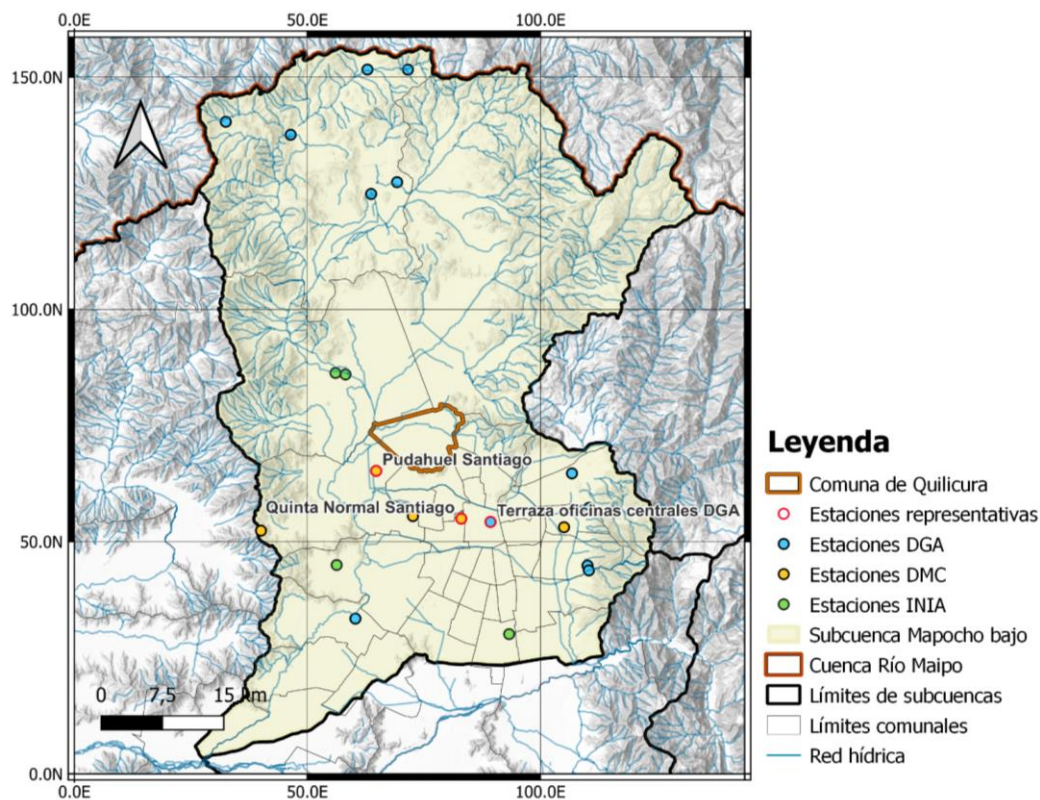 0.0E 50.0E 100.0E
150.0N
100.0N
Pudahuel Santiago
Quinta Normal Santiago
Terraza oficinas centrales DGA
50.0N
0 7,5 15 km
0.0N
0.0E 50.0E 100.0E
Leyenda
Comuna de Quilicura
Estaciones representativas
Estaciones DGA
Estaciones DMC
Estaciones INIA
Subcuenca Mapocho bajo
Cuenca Río Maipo
Límites de subcuencas
Límites comunales
Red hídrica